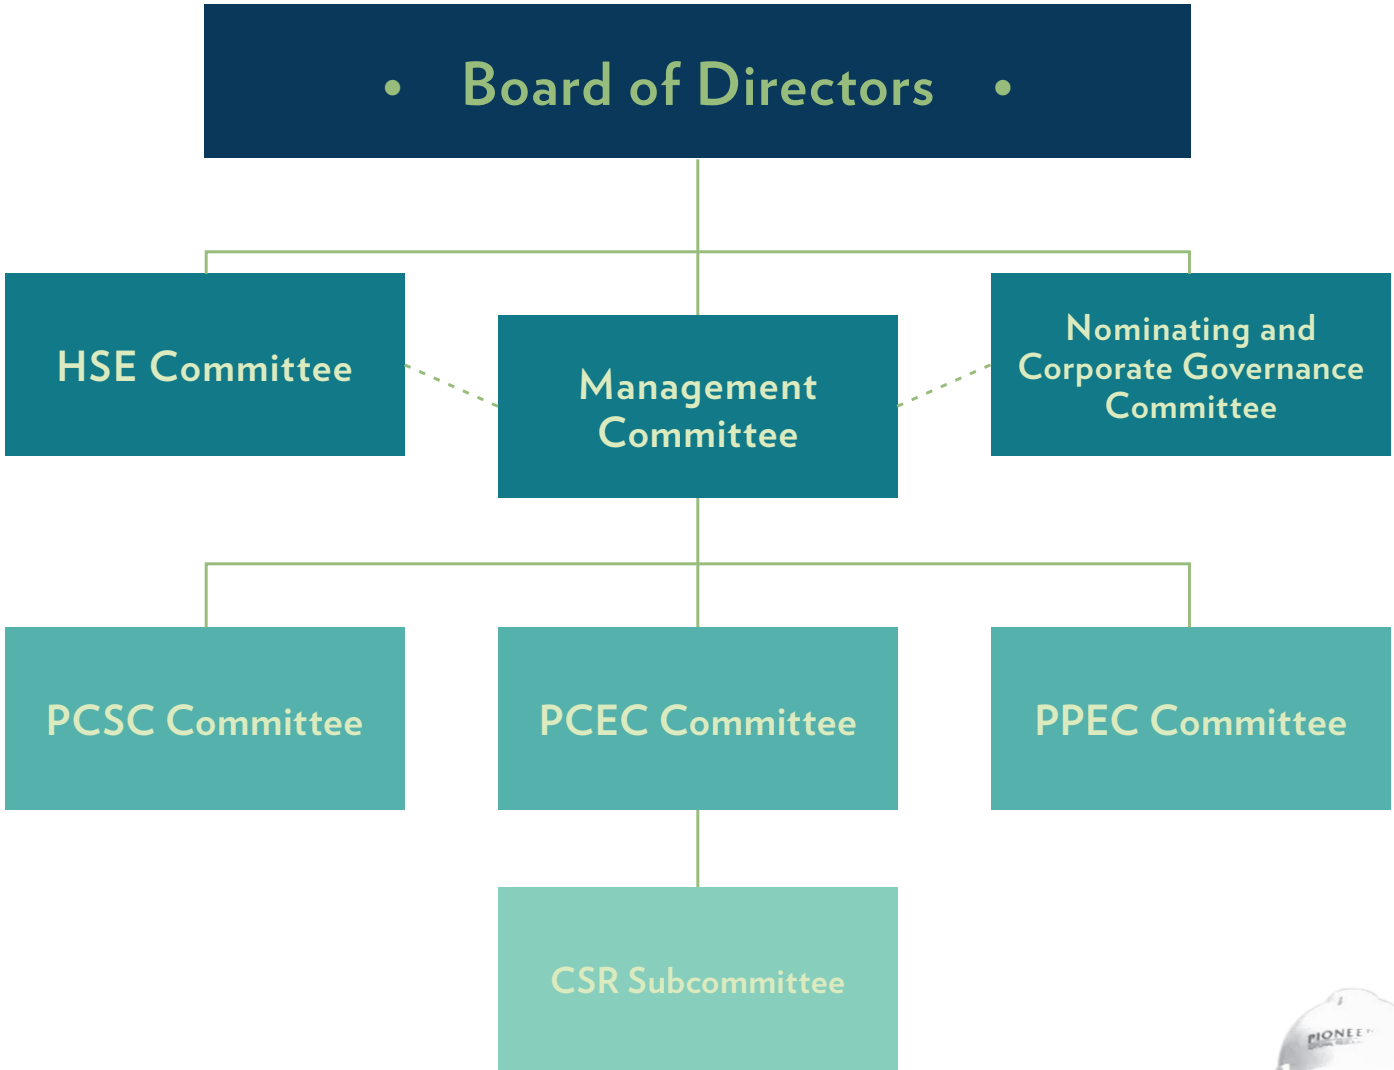 • Board of Directors •
HSE Committee
Management
Committee
Nominating and
Corporate Governance
Committee
PCSC Committee
PCEC Committee
PPEC Committee
CSR Subcommittee
PIONEER